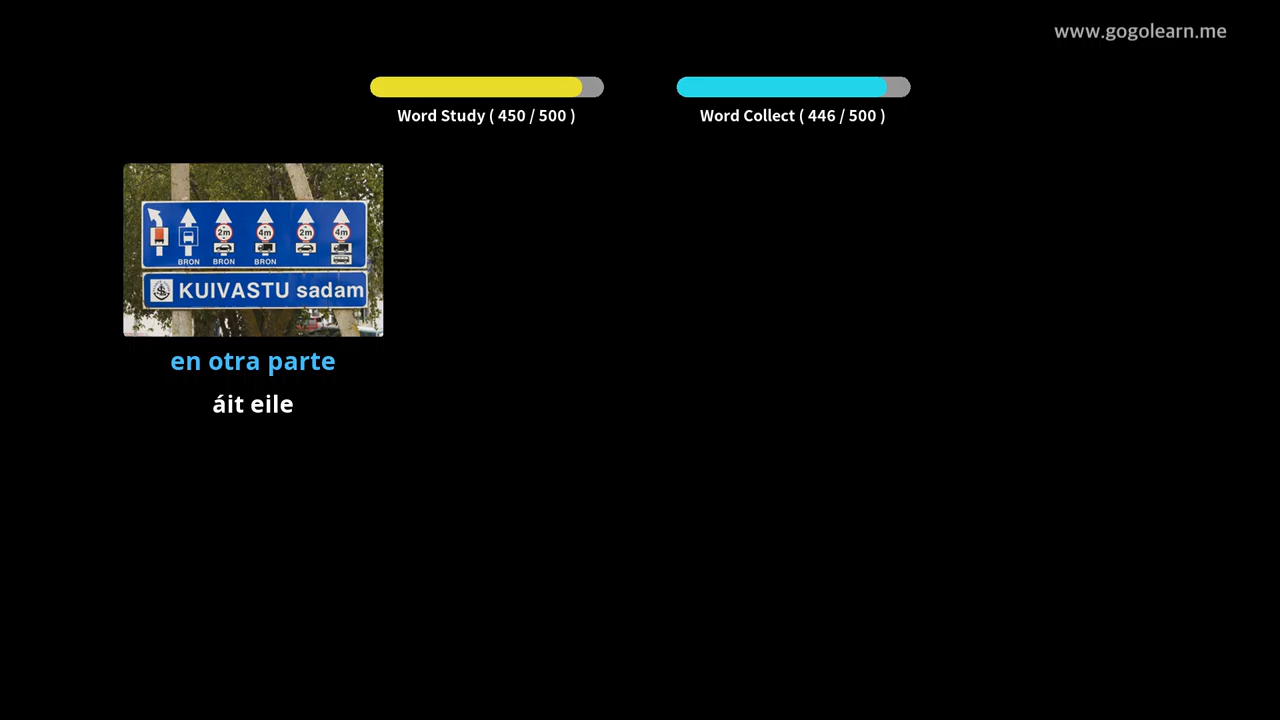 www.gogolearn.me
Word Study ( 450 / 500 )
Word Collect ( 446 / 500 )
2m 4m 2m 4m
BRON BRON BRON
KUIVASTU sadam
en otra parte
áit eile